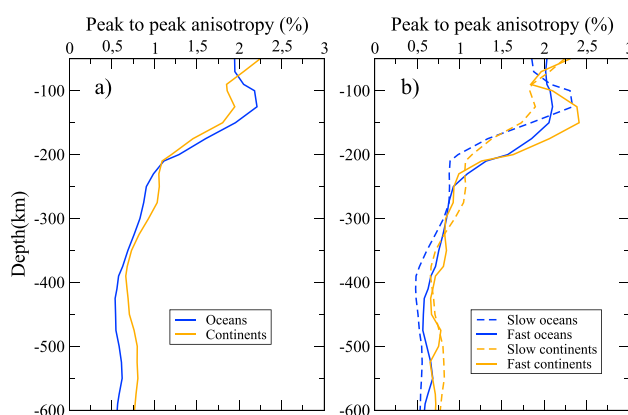 Peak to peak anisotropy (%)
0 0,5 1 1,5 2 2,5 3
a)
-100
-200
-300
-400
-500
-600
Depth(km)
Oceans
Continents
Peak to peak anisotropy (%)
0 0,5 1 1,5 2 2,5 3
b)
-100
-200
-300
-400
-500
-600
Slow oceans
Fast oceans
Slow continents
Fast continents